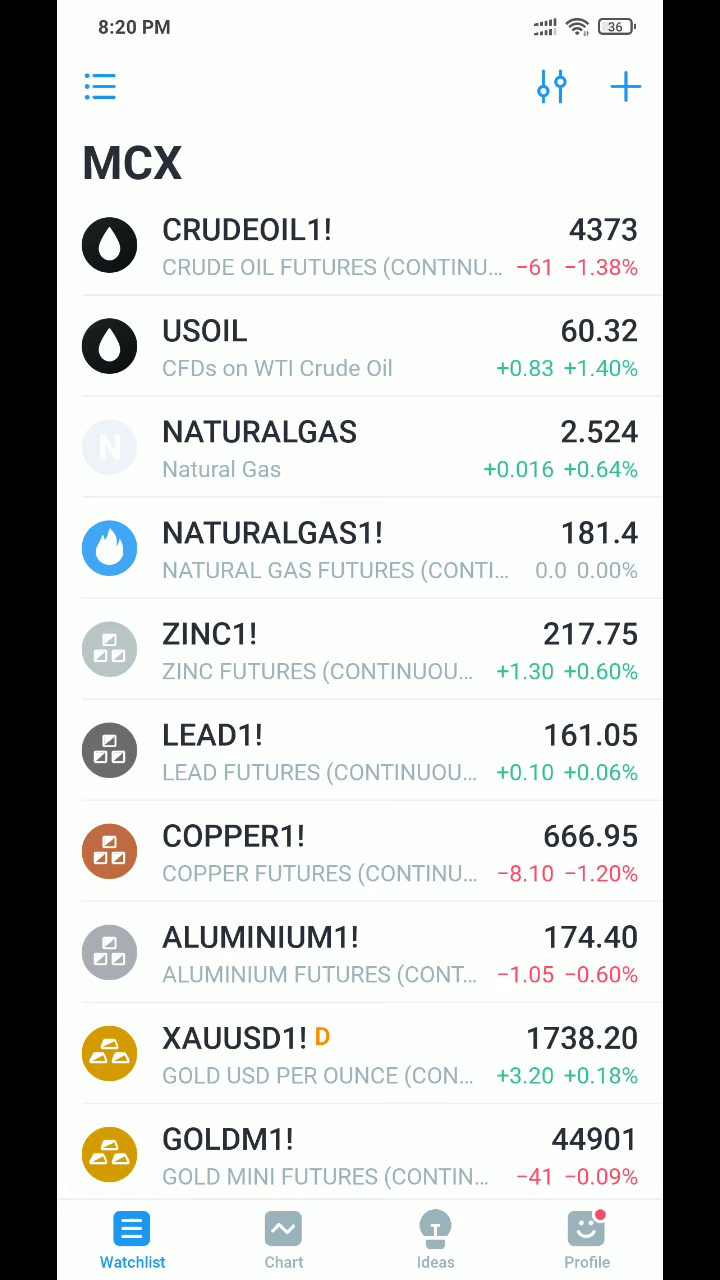 8:20 PM 36
MCX
CRUDEOIL1! 4373
CRUDE OIL FUTURES (CONTINU... −61 −1.38%
USOIL 60.32
CFDs on WTI Crude Oil +0.83 +1.40%
N NATURALGAS 2.524
Natural Gas +0.016 +0.64%
NATURALGAS1! 181.4
NATURAL GAS FUTURES (CONTI... 0.0 0.00%
ZINC1! 217.75
ZINC FUTURES (CONTINUOU... +1.30 +0.60%
LEAD1! 161.05
LEAD FUTURES (CONTINUOU... +0.10 +0.06%
COPPER1! 666.95
COPPER FUTURES (CONTINU... −8.10 −1.20%
ALUMINIUM1! 174.40
ALUMINIUM FUTURES (CONT... −1.05 −0.60%
XAUUSD1! D 1738.20
GOLD USD PER OUNCE (CON... +3.20 +0.18%
GOLDM1! 44901
GOLD MINI FUTURES (CONTIN... −41 −0.09%
Watchlist Chart Ideas Profile